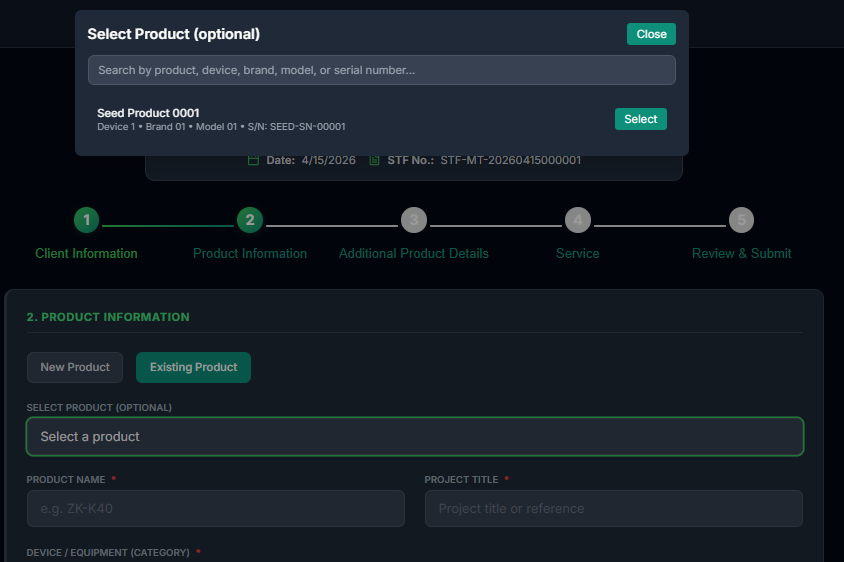 Select Product (optional)
Close
Search by product, device, brand, model, or serial number...
Seed Product 0001
Device 1 • Brand 01 • Model 01 • S/N: SEED-SN-00001
Select
Date: 4/15/2026 STF No.: STF-MT-20260415000001
1 2 3 4 5
Client Information Product Information Additional Product Details Service Review & Submit
2. PRODUCT INFORMATION
New Product Existing Product
SELECT PRODUCT (OPTIONAL)
Select a product
PRODUCT NAME * PROJECT TITLE *
e.g. ZK-K40 Project title or reference
DEVICE / EQUIPMENT (CATEGORY) *